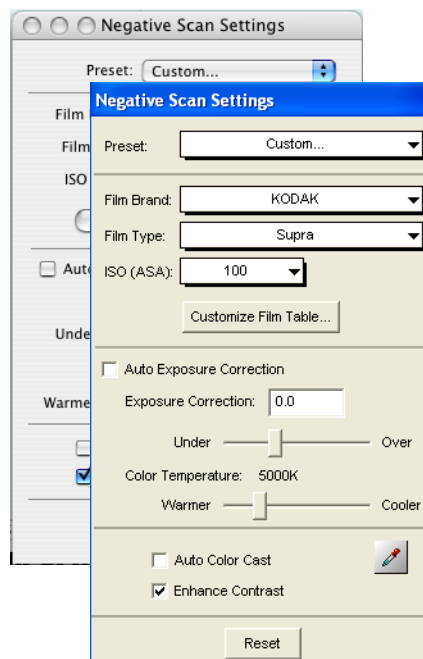 Negative Scan Settings
Preset: Custom...
Film
Film
ISO
Auto
Unde
Warme
Negative Scan Settings
Preset: Custom...
Film Brand: KODAK
Film Type: Supra
ISO (ASA): 100
Customize Film Table...
Auto Exposure Correction
Exposure Correction: 0.0
Under Over
Color Temperature: 5000K
Warmer Cooler
Auto Color Cast
Enhance Contrast
Reset